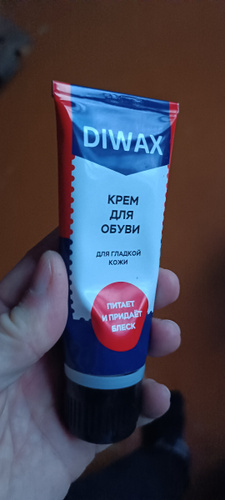 DIWAX
КРЕМ
ДЛЯ
ОБУВИ
ДЛЯ ГЛАДКОЙ
КОЖИ
ПИТАЕТ
И ПРИДАЁТ
БЛЕСК